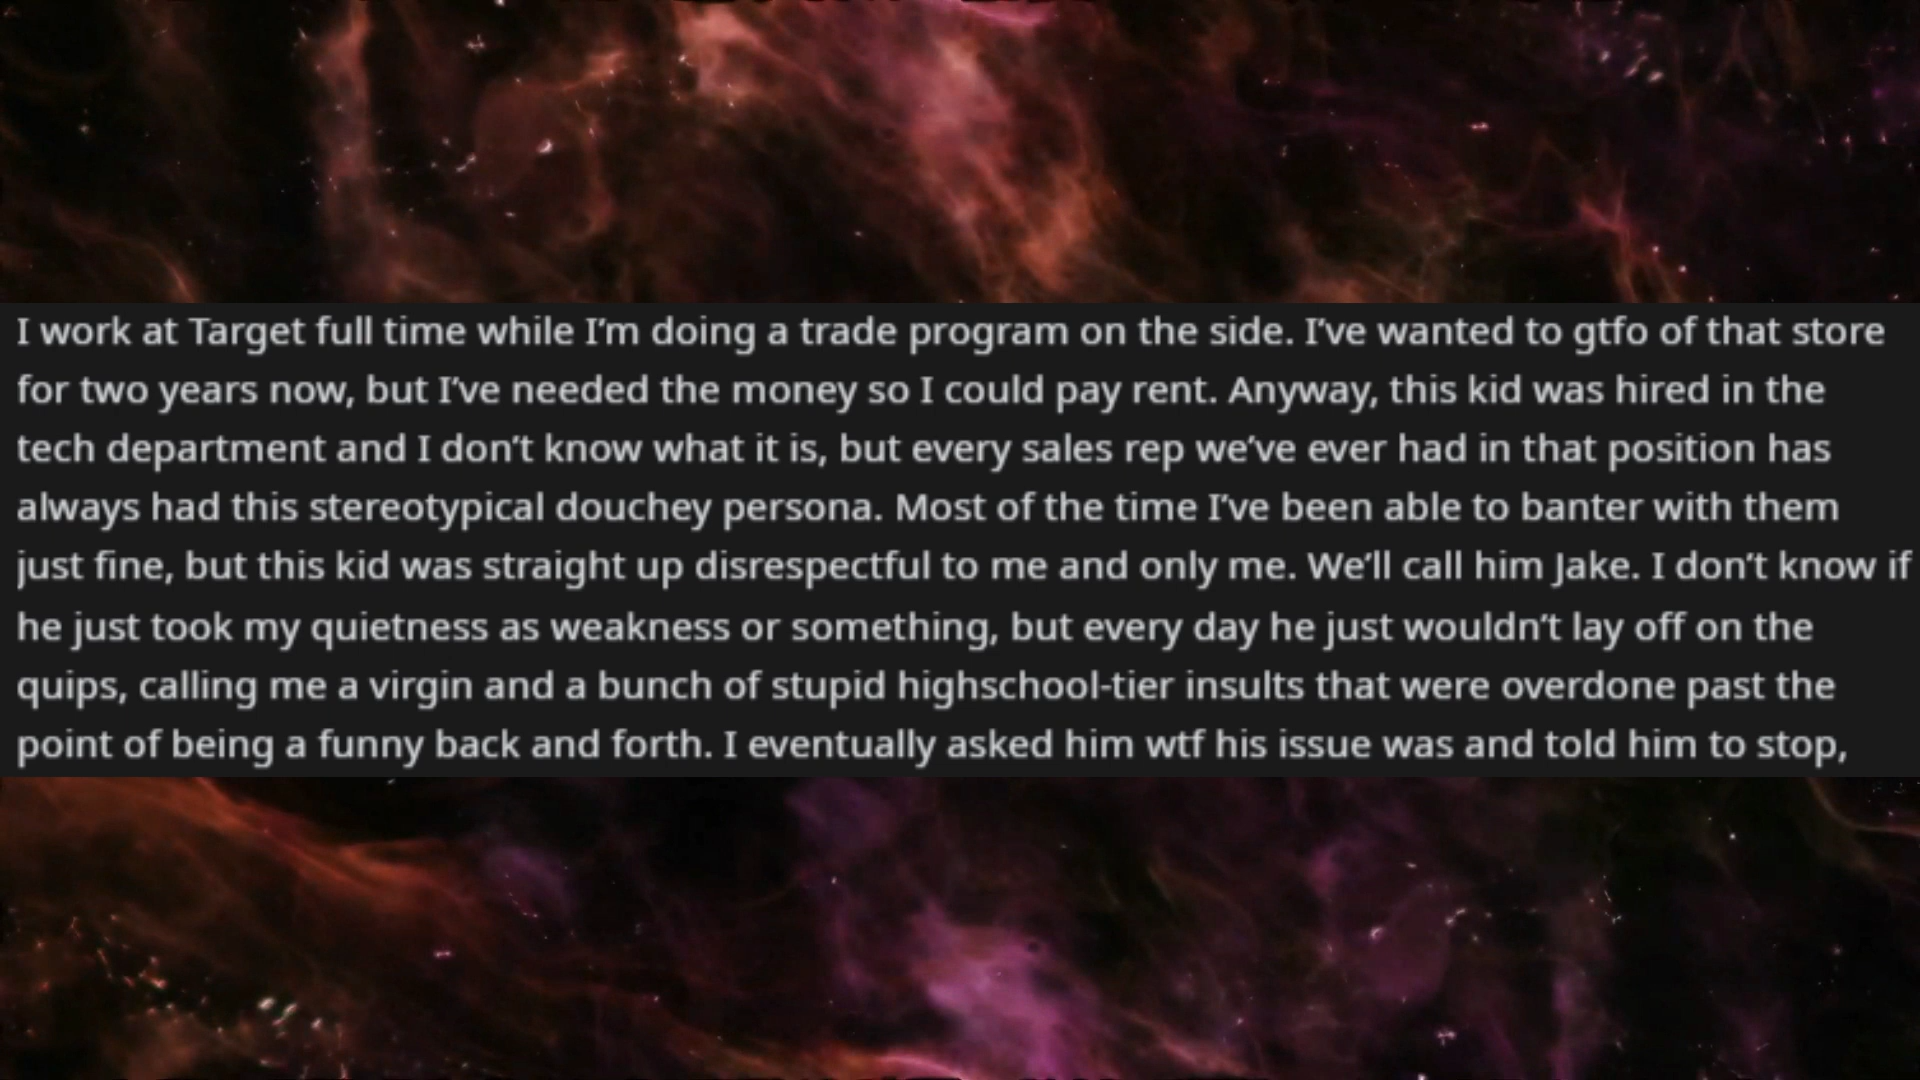 I work at Target full time while I’m doing a trade program on the side. I’ve wanted to gtfo of that store
for two years now, but I’ve needed the money so I could pay rent. Anyway, this kid was hired in the
tech department and I don’t know what it is, but every sales rep we’ve ever had in that position has
always had this stereotypical douchey persona. Most of the time I’ve been able to banter with them
just fine, but this kid was straight up disrespectful to me and only me. We’ll call him Jake. I don’t know if
he just took my quietness as weakness or something, but every day he just wouldn’t lay off on the
quips, calling me a virgin and a bunch of stupid highschool-tier insults that were overdone past the
point of being a funny back and forth. I eventually asked him wtf his issue was and told him to stop,